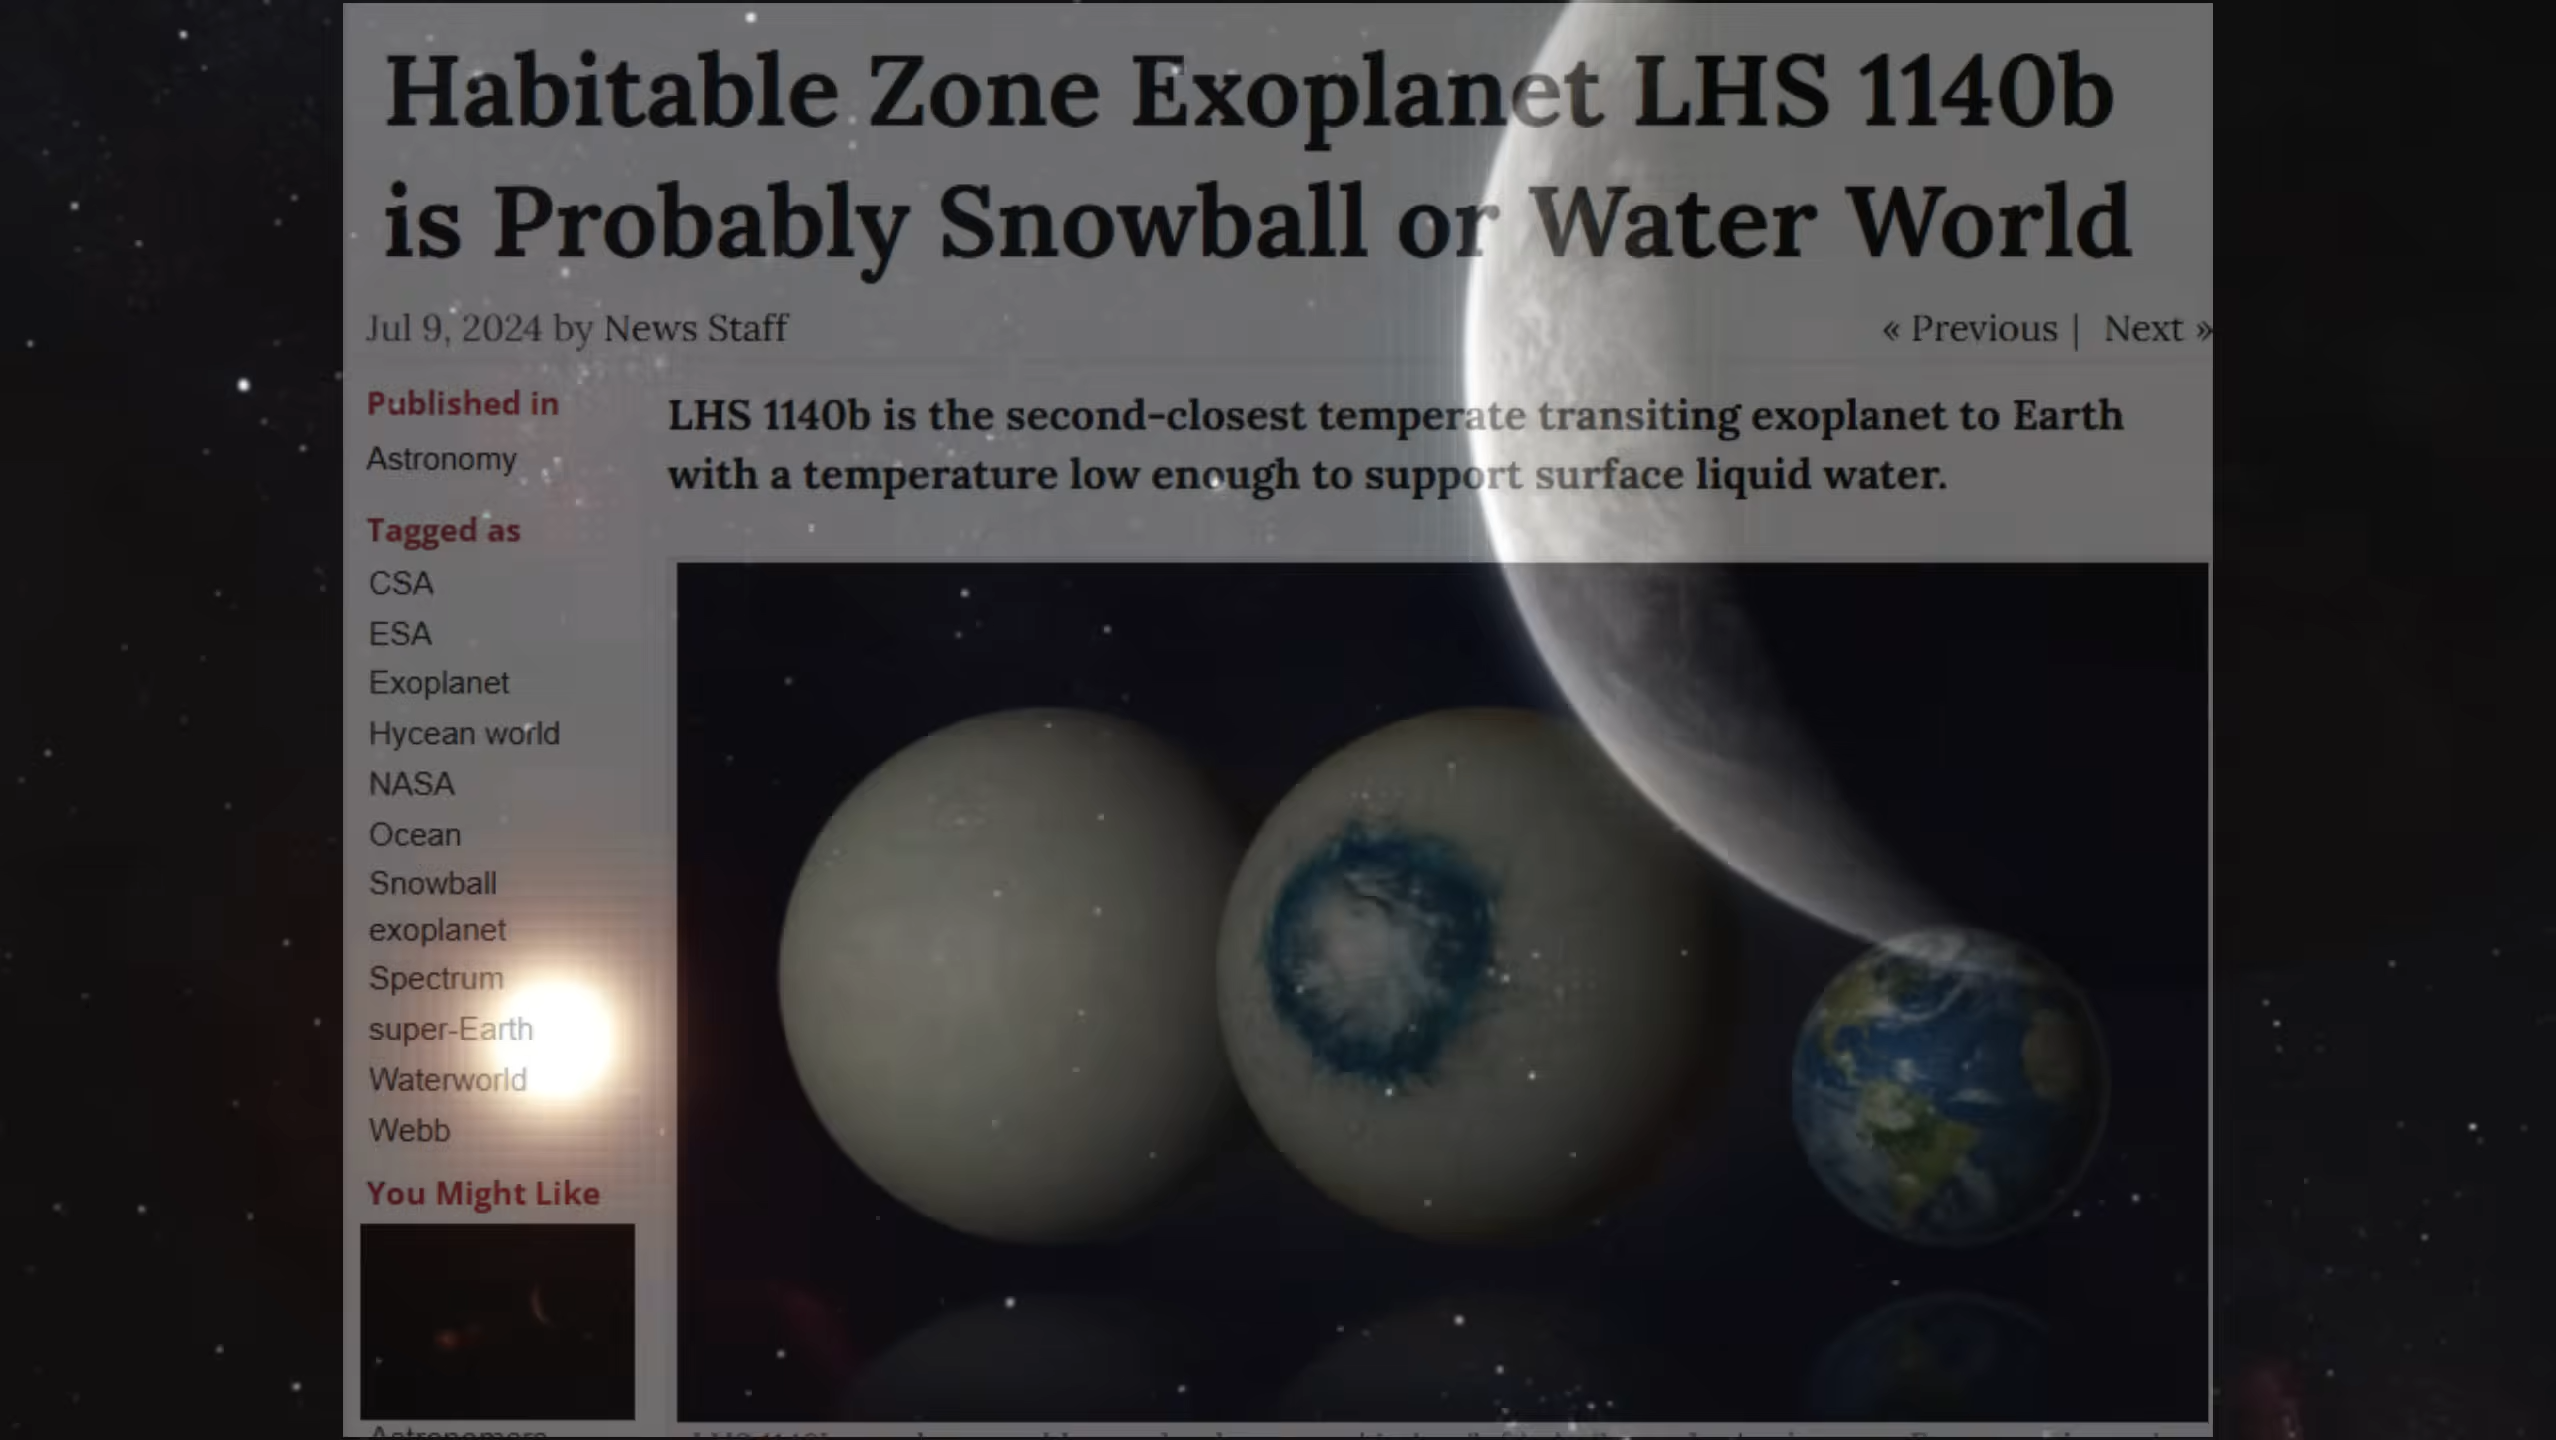 Habitable Zone Exoplanet LHS 1140b
is Probably Snowball or Water World
Jul 9, 2024 by News Staff
« Previous | Next »
Published in
Astronomy
Tagged as
CSA
ESA
Exoplanet
Hycean world
NASA
Ocean
Snowball
exoplanet
Spectrum
super-Earth
Waterworld
Webb
You Might Like
LHS 1140b is the second-closest temperate transiting exoplanet to Earth
with a temperature low enough to support surface liquid water.